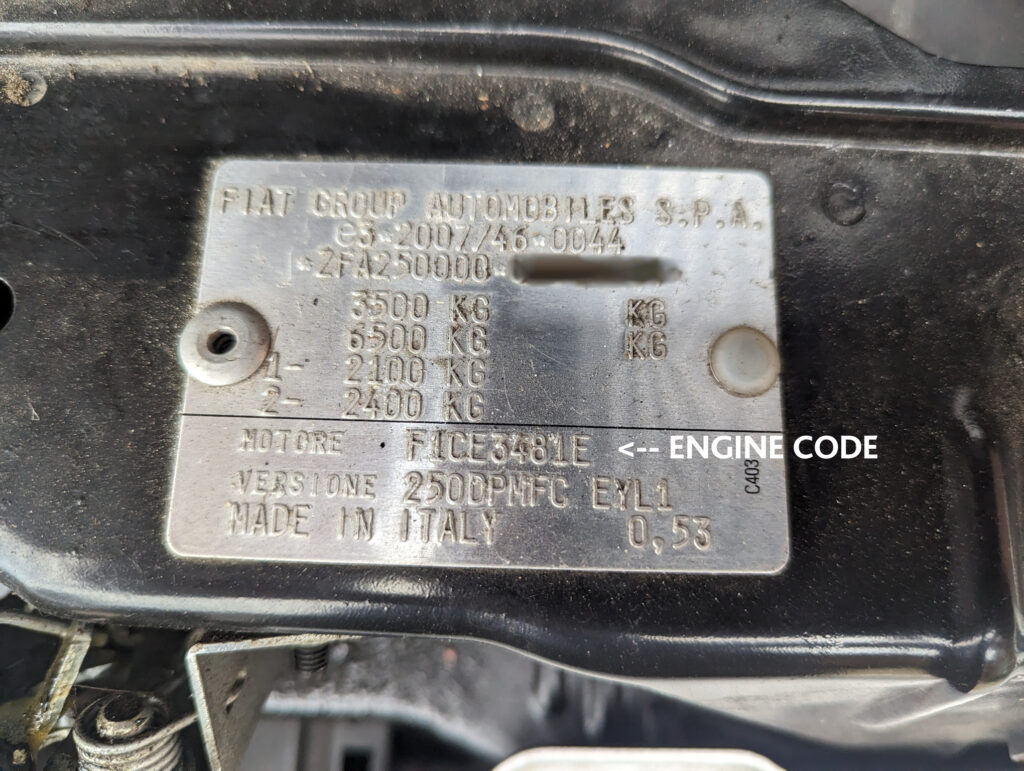 FIAT GROUP AUTOMOBILES S.P.A.
e3*2007/46*0044
*ZFA250000*
3500 KG KG
6500 KG KG
1- 2100 KG
2- 2400 KG
MOTORE F1CE3481E <-- ENGINE CODE
VERSIONE 250DPMFC EYL1
MADE IN ITALY 0,53
C403